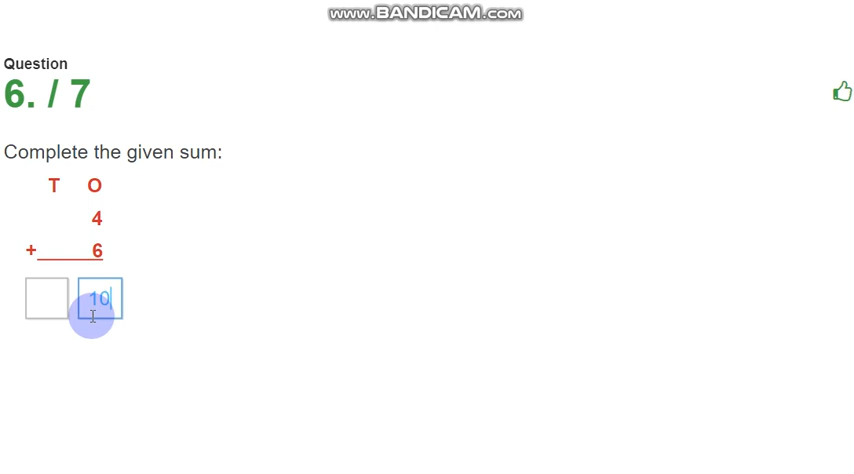 www.BANDICAM.com
Question
6. / 7
Complete the given sum:
T O
4
+ 6
10